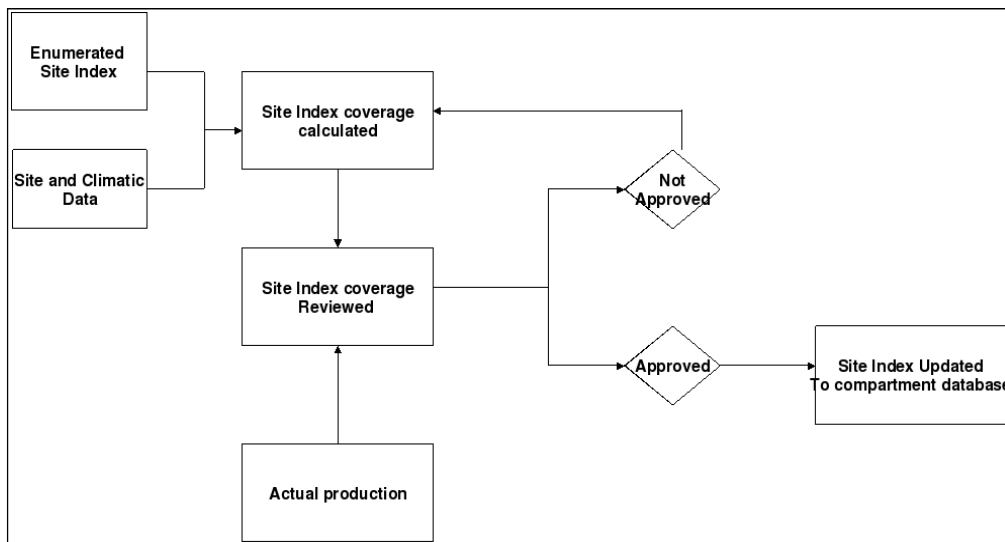 Enumerated
Site Index
Site Index coverage
calculated
Site and Climatic
Data
Not
Approved
Site Index coverage
Reviewed
Approved
Site Index Updated
To compartment database
Actual production